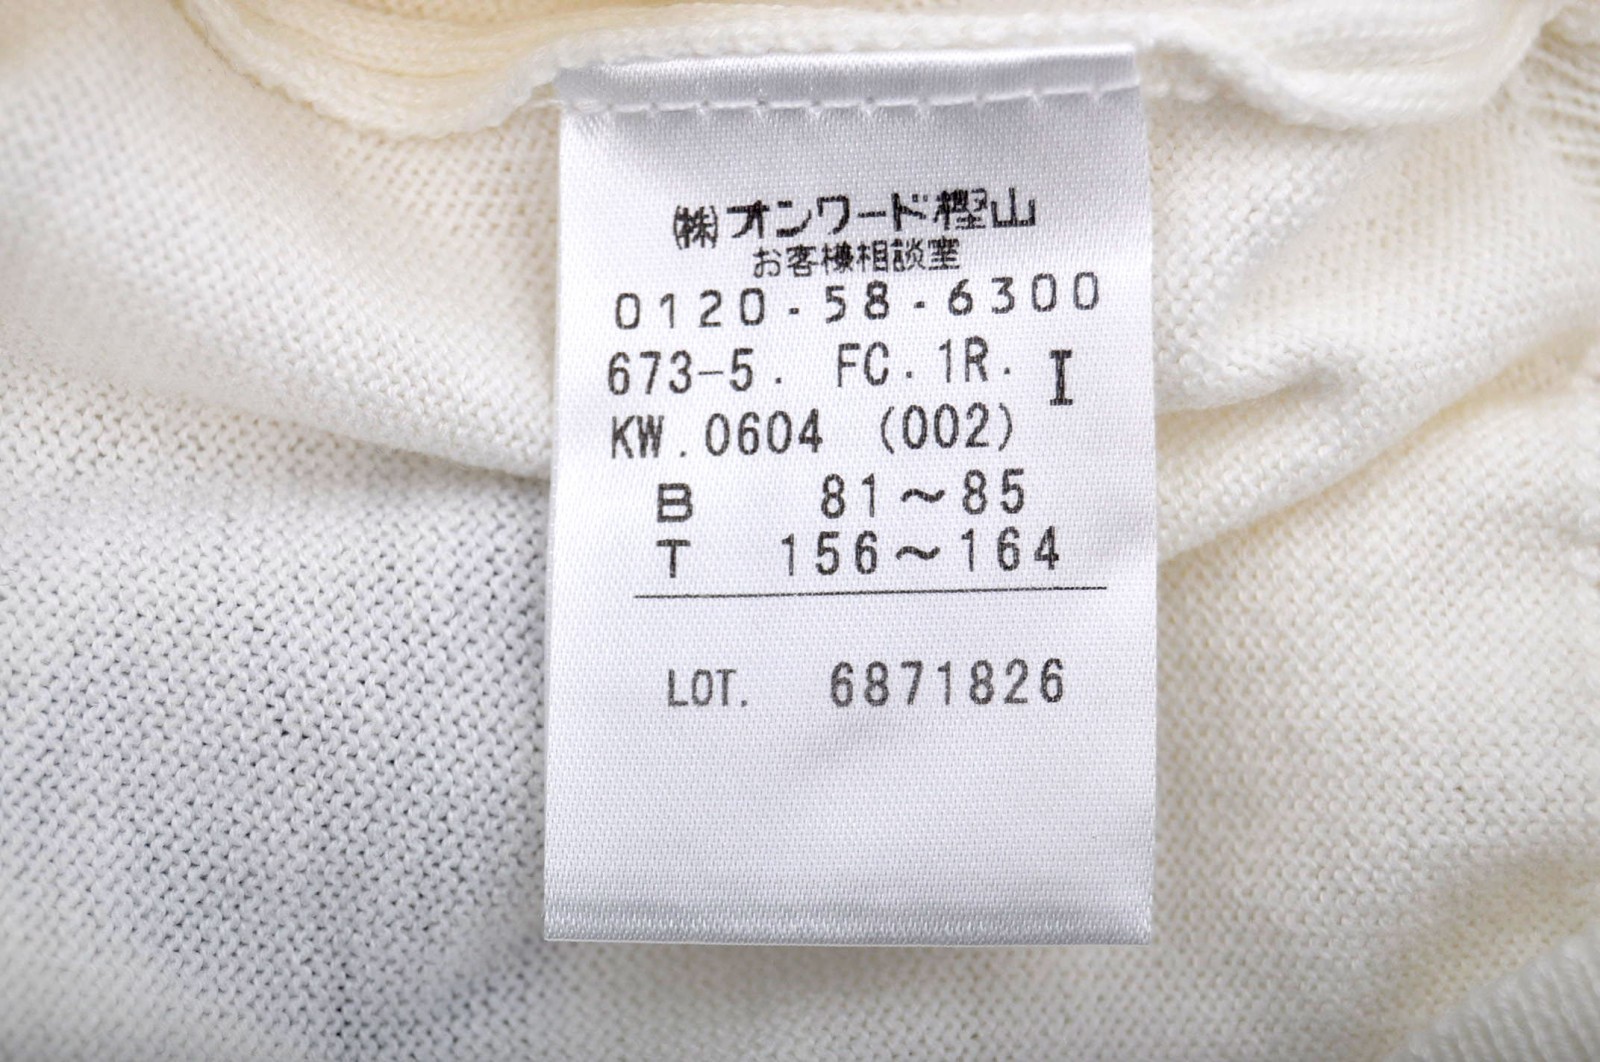 ㈱オンワード樫山
お客様相談室
0120-58-6300
673-5. FC. 1R. I
KW.0604 (002)
B 81~85
T 156~164
LOT. 6871826